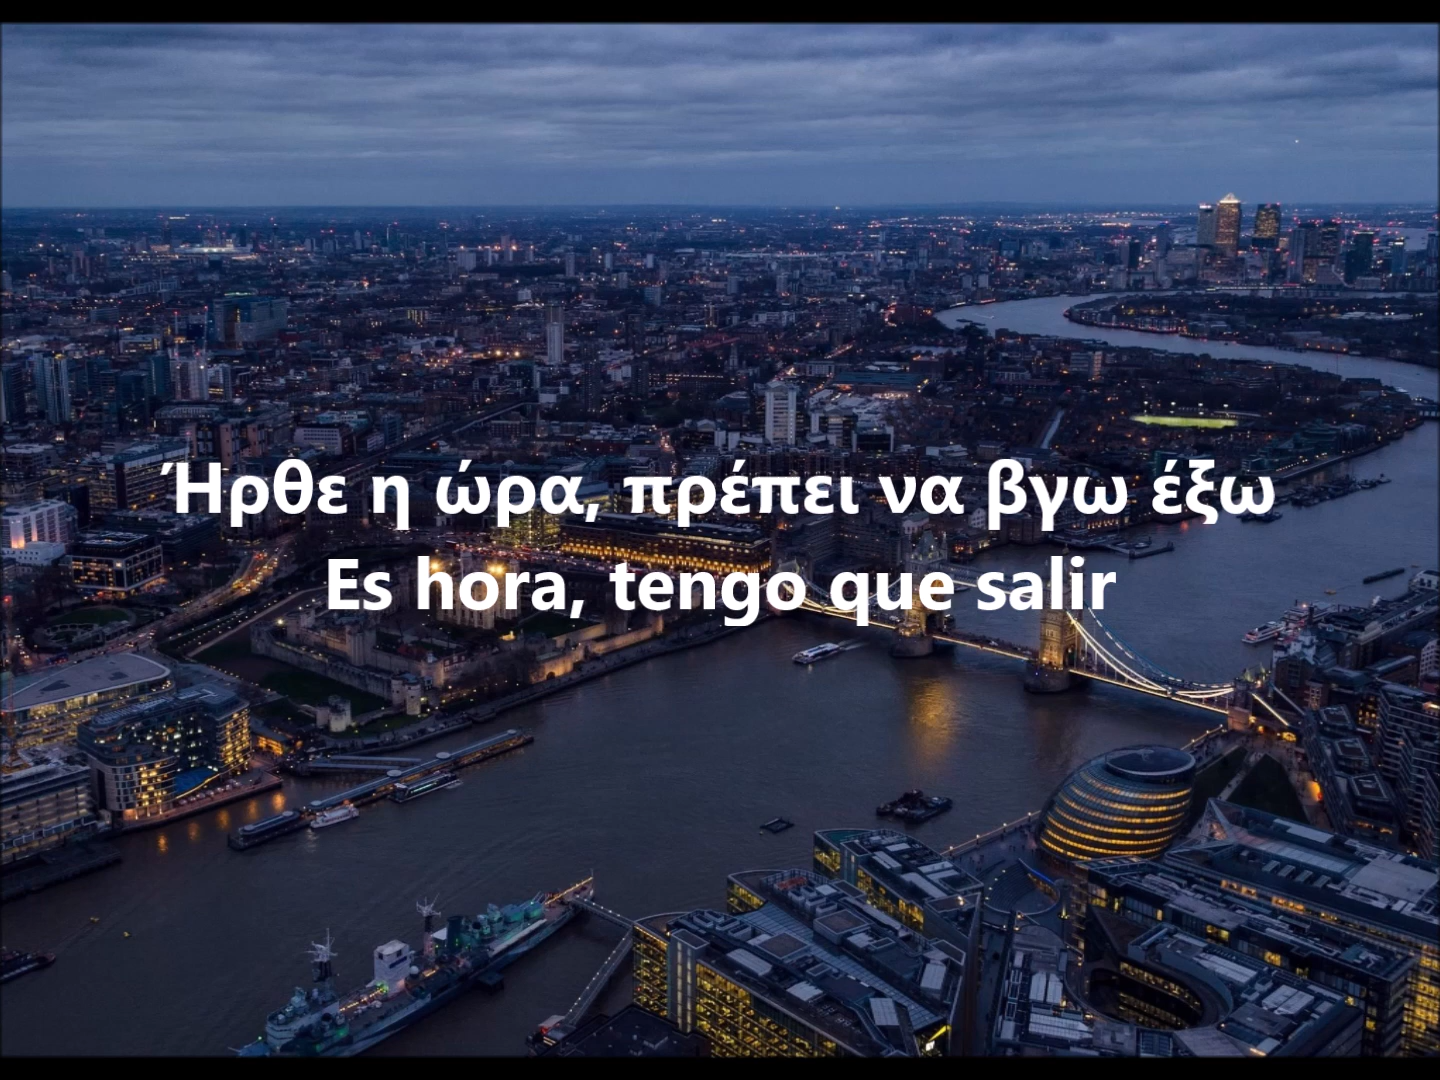 Ήρθε η ώρα, πρέπει να βγω έξω
Es hora, tengo que salir